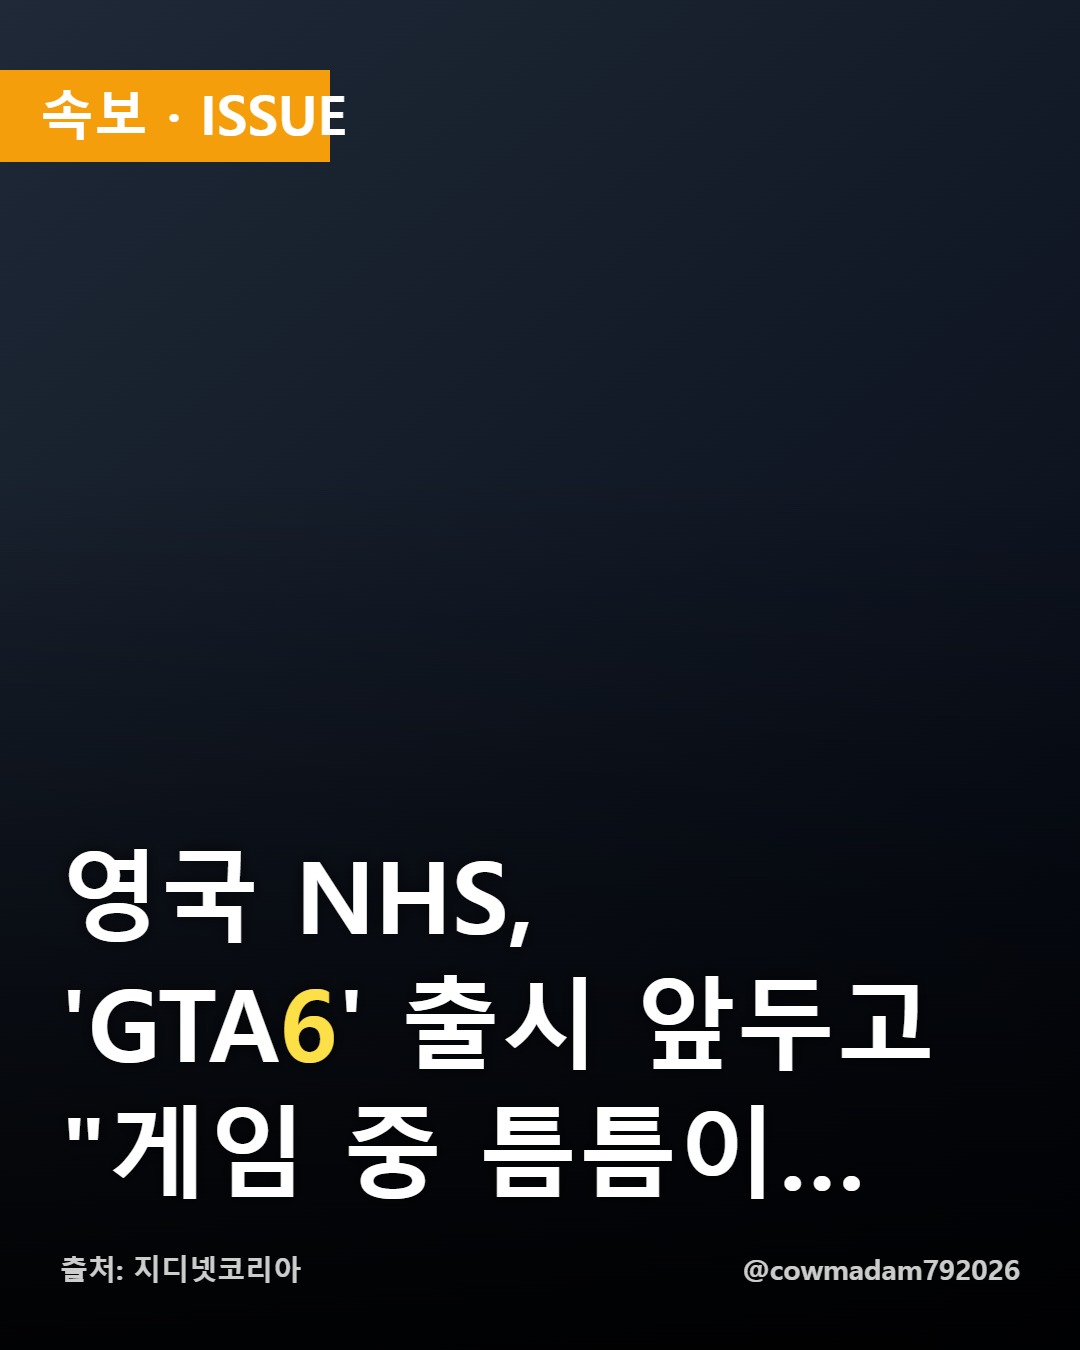 속보 · ISSUE
영국 NHS,
'GTA6' 출시 앞두고
"게임 중 틈틈이...
출처: 지디넷코리아
@cowmadam792026